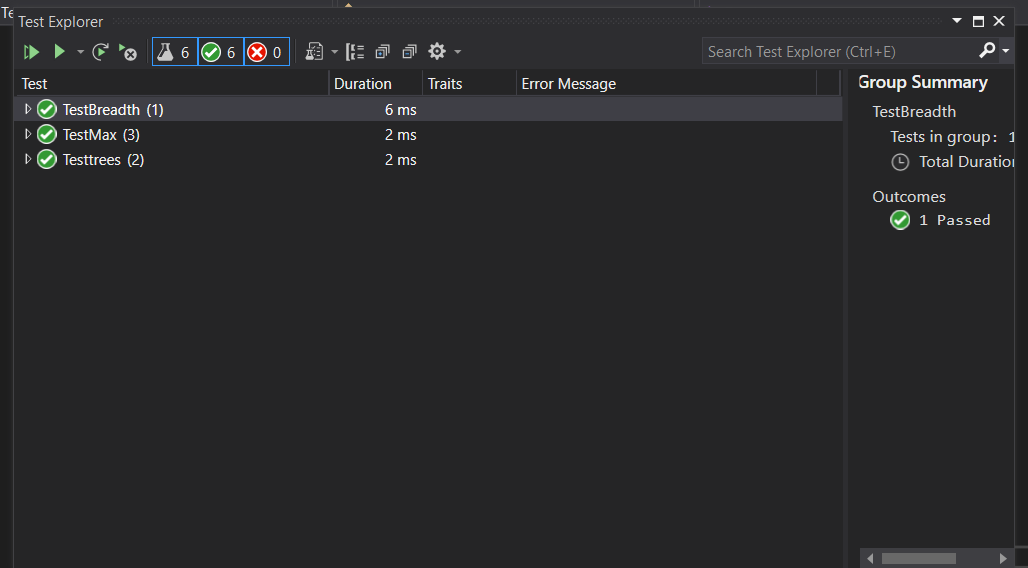 Te
Test Explorer
6 6 0
Search Test Explorer (Ctrl+E)
Test Duration Traits Error Message
TestBreadth (1) 6 ms
TestMax (3) 2 ms
Testtrees (2) 2 ms
Group Summary
TestBreadth
Tests in group: 1
Total Duration
Outcomes
1 Passed